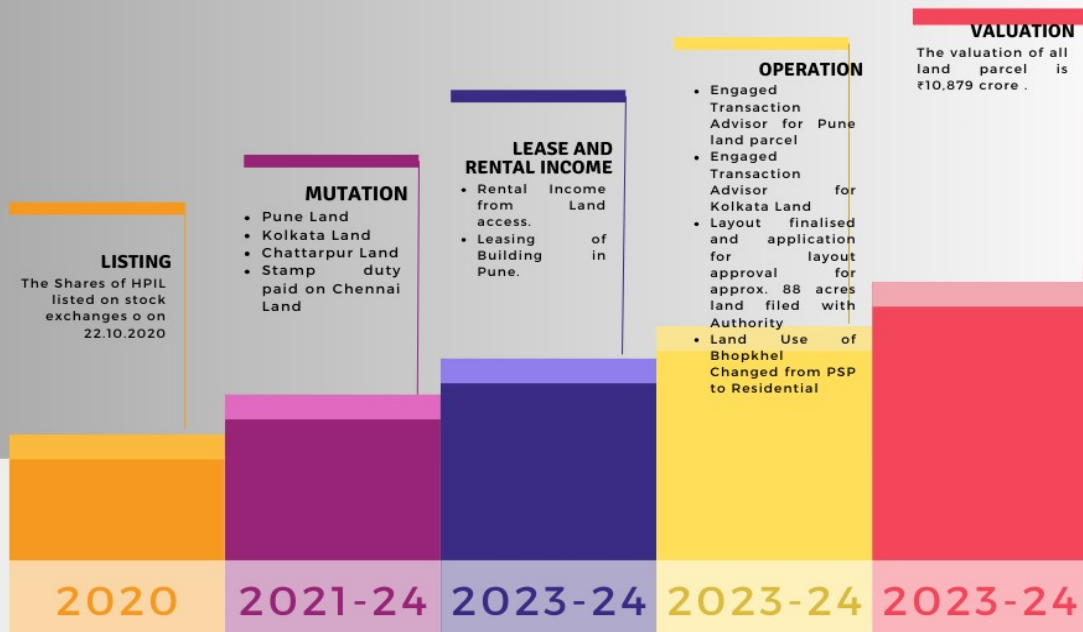 LISTING
The Shares of HPIL
listed on stock
exchanges o on
22.10.2020
2020
MUTATION
• Pune Land
• Kolkata Land
• Chattarpur Land
• Stamp duty
paid on Chennai
Land
2021-24
LEASE AND
RENTAL INCOME
• Rental Income
from Land
access.
• Leasing of
Building in
Pune.
2023-24
OPERATION
• Engaged
Transaction
Advisor for Pune
land parcel
• Engaged
Transaction
Advisor for
Kolkata Land
• Layout finalised
and application
for layout
approval for
approx. 88 acres
land filed with
Authority
• Land Use of
Bhopkhel
Changed from PSP
to Residential
2023-24
VALUATION
The valuation of all
land parcel is
₹10,879 crore .
2023-24